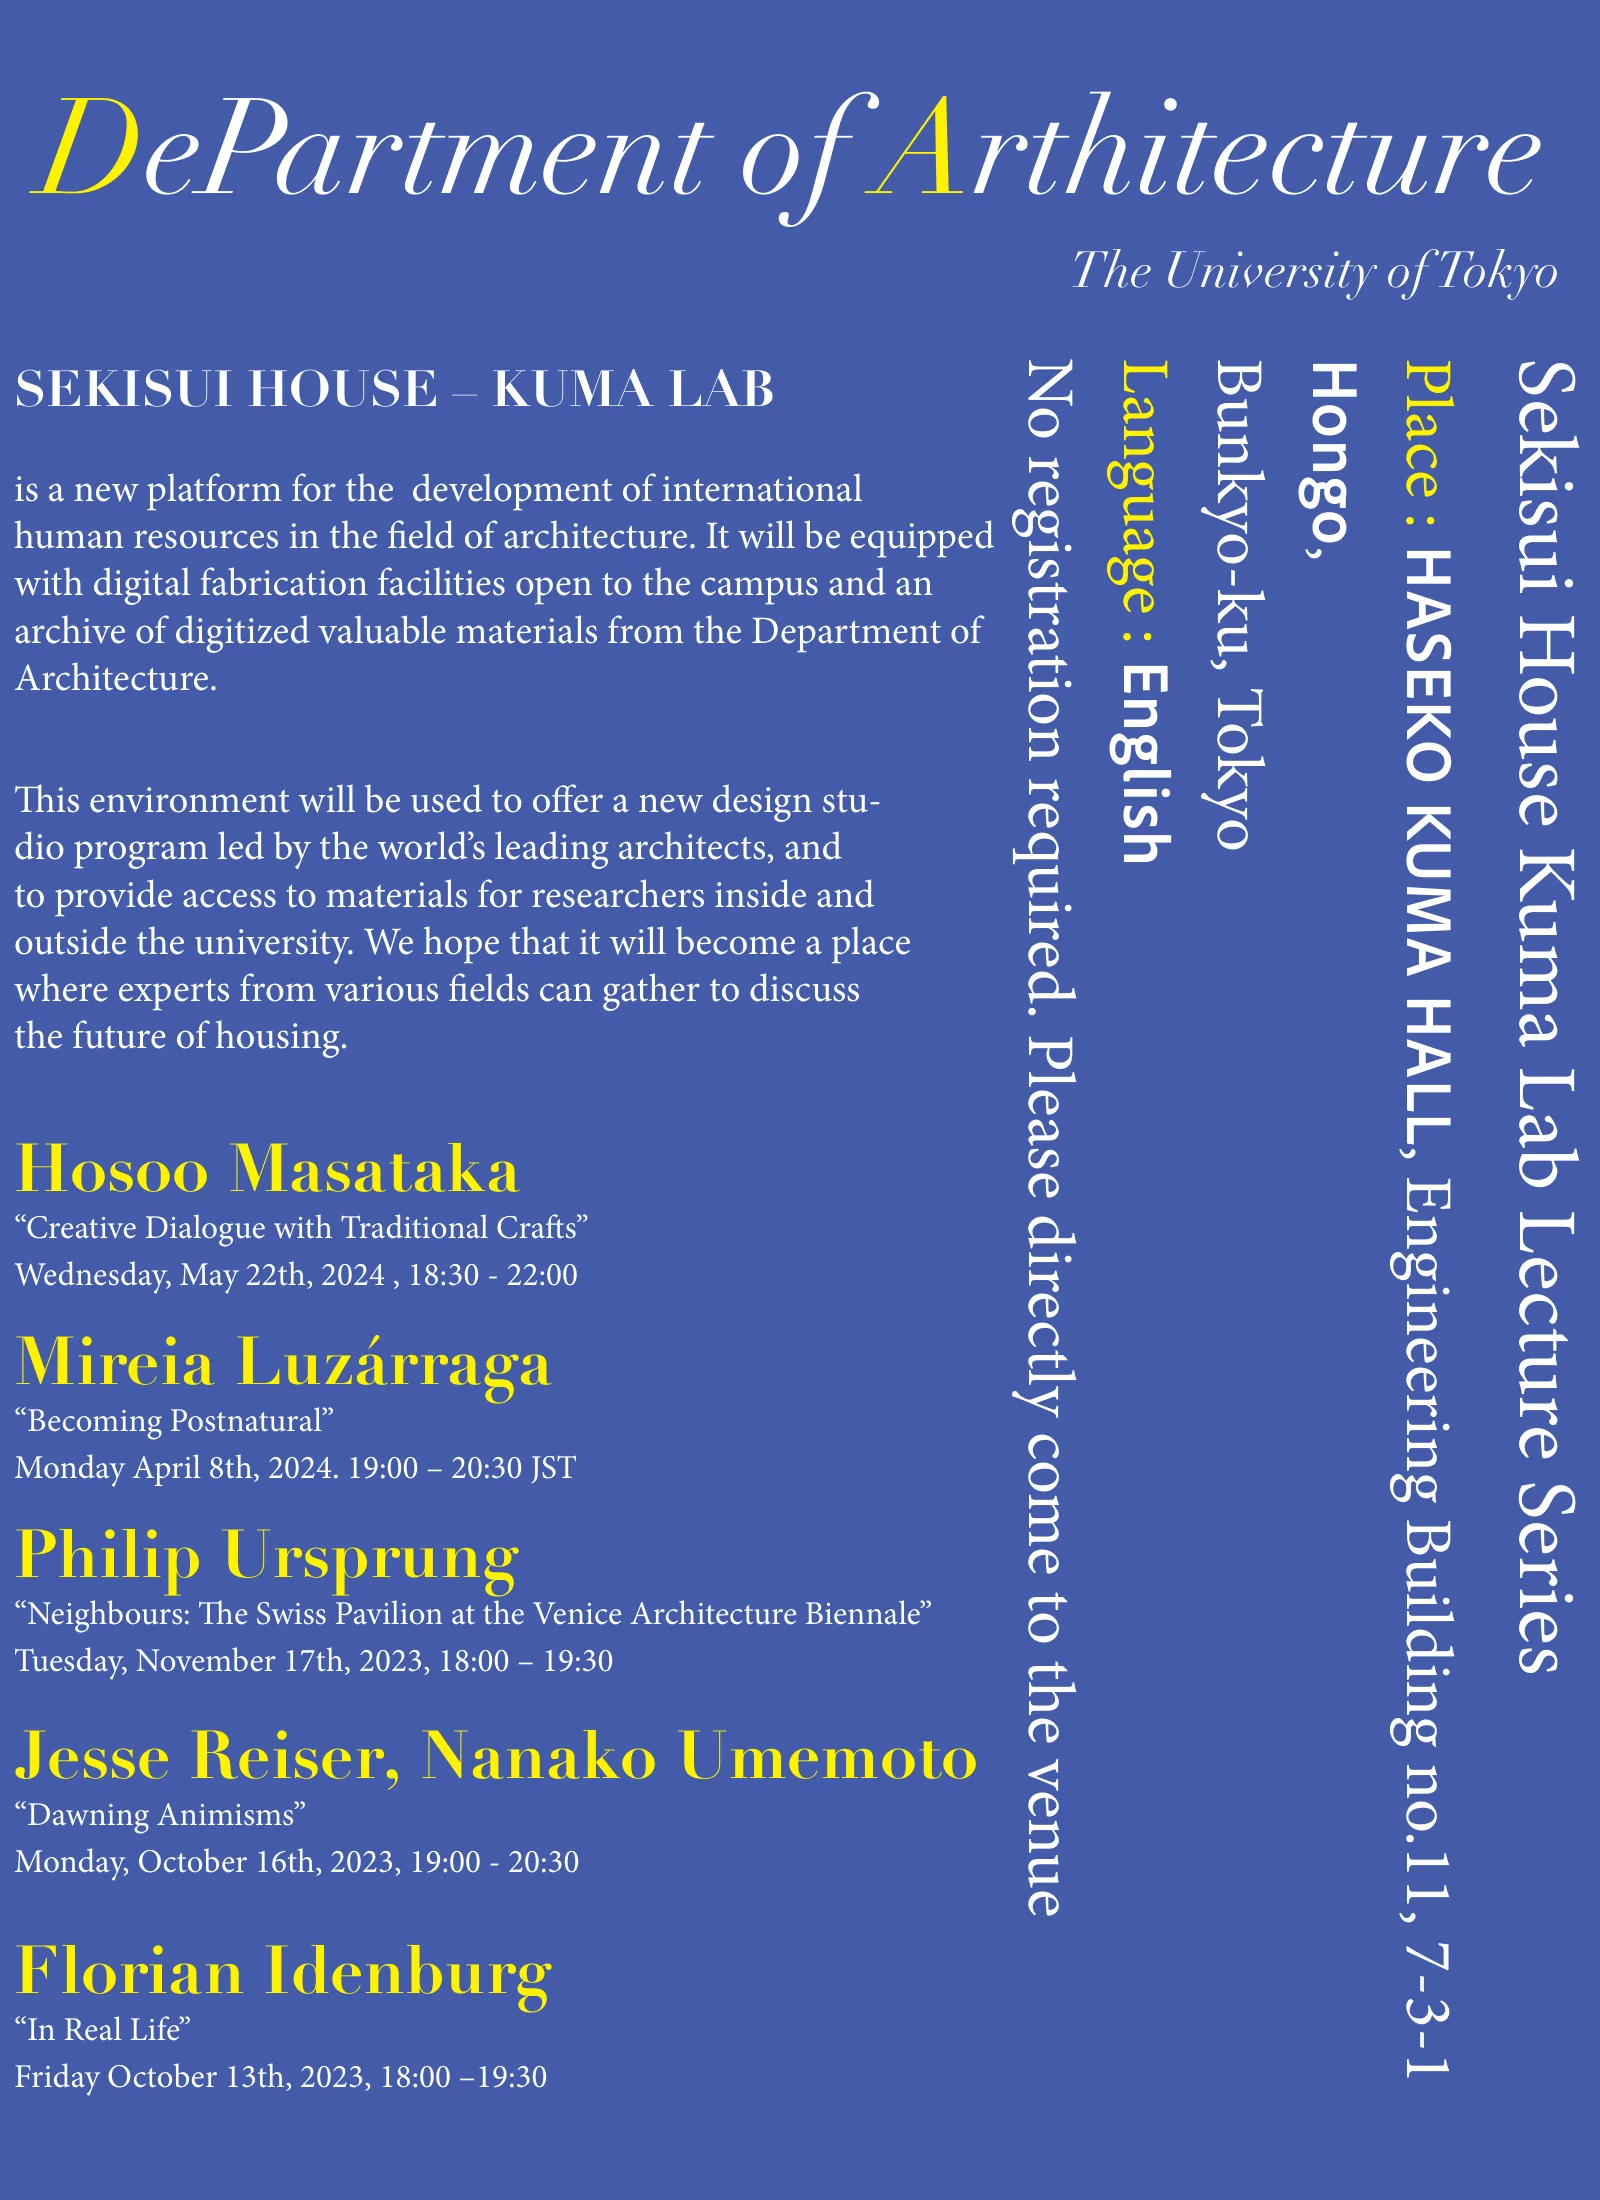 DePartment of Arthitecture
The University of Tokyo
SEKISUI HOUSE – KUMA LAB
is a new platform for the  development of international
human resources in the field of architecture. It will be equipped
with digital fabrication facilities open to the campus and an
archive of digitized valuable materials from the Department of
Architecture.
This environment will be used to offer a new design stu-
dio program led by the world’s leading architects, and
to provide access to materials for researchers inside and
outside the university. We hope that it will become a place
where experts from various fields can gather to discuss
the future of housing.
Hosoo Masataka
“Creative Dialogue with Traditional Crafts”
Wednesday, May 22th, 2024 , 18:30 - 22:00
Mireia Luzárraga
“Becoming Postnatural”
Monday April 8th, 2024. 19:00 – 20:30 JST
Philip Ursprung
“Neighbours: The Swiss Pavilion at the Venice Architecture Biennale”
Tuesday, November 17th, 2023, 18:00 – 19:30
Jesse Reiser, Nanako Umemoto
“Dawning Animisms”
Monday, October 16th, 2023, 19:00 - 20:30
Florian Idenburg
“In Real Life”
Friday October 13th, 2023, 18:00 –19:30
Sekisui House Kuma Lab Lecture Series
Place : HASEKO KUMA HALL, Engineering Building no.11, 7-3-1
Hongo,
Bunkyo-ku, Tokyo
Language : English
No registration required. Please directly come to the venue